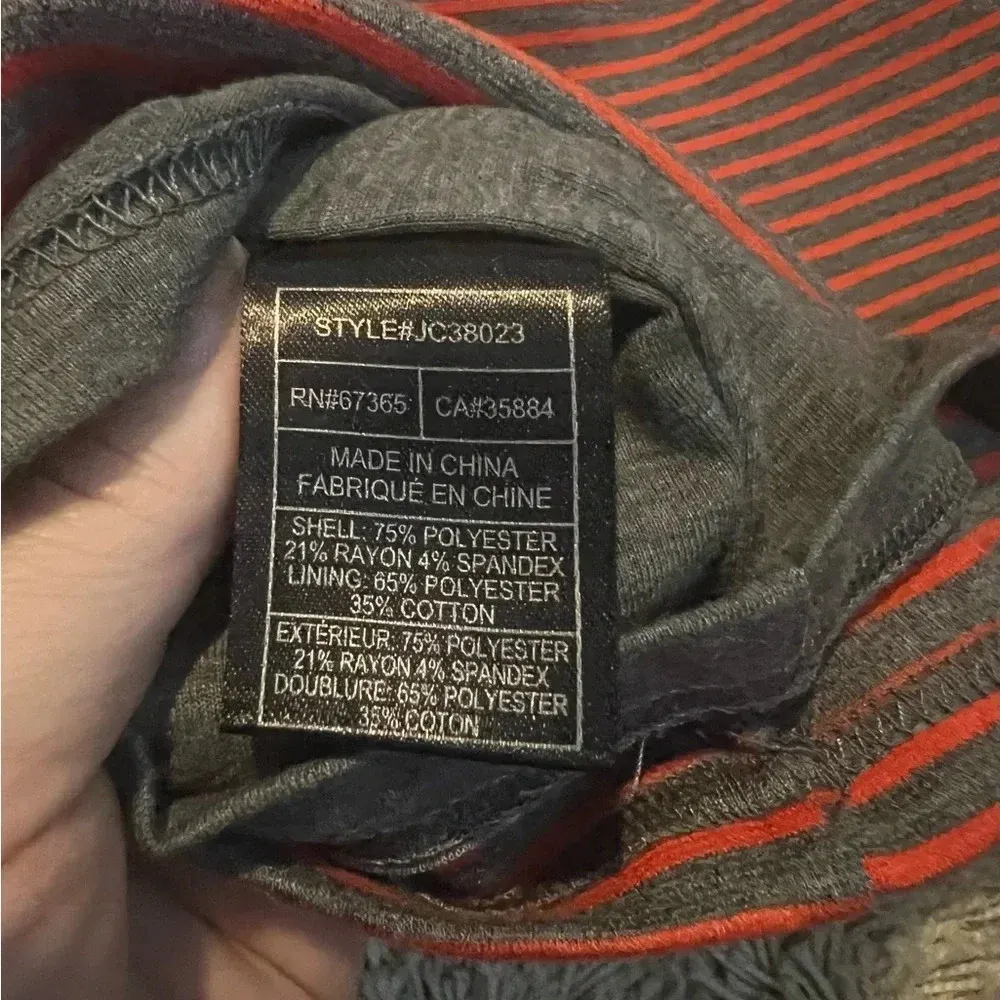 STYLE#JC38023
RN#67365 CA#35884
MADE IN CHINA
FABRIQUÉ EN CHINE
SHELL: 75% POLYESTER
21% RAYON 4% SPANDEX
LINING: 65% POLYESTER
35% COTTON
EXTÉRIEUR: 75% POLYESTER
21% RAYON 4% SPANDEX
DOUBLURE: 65% POLYESTER
35% COTON